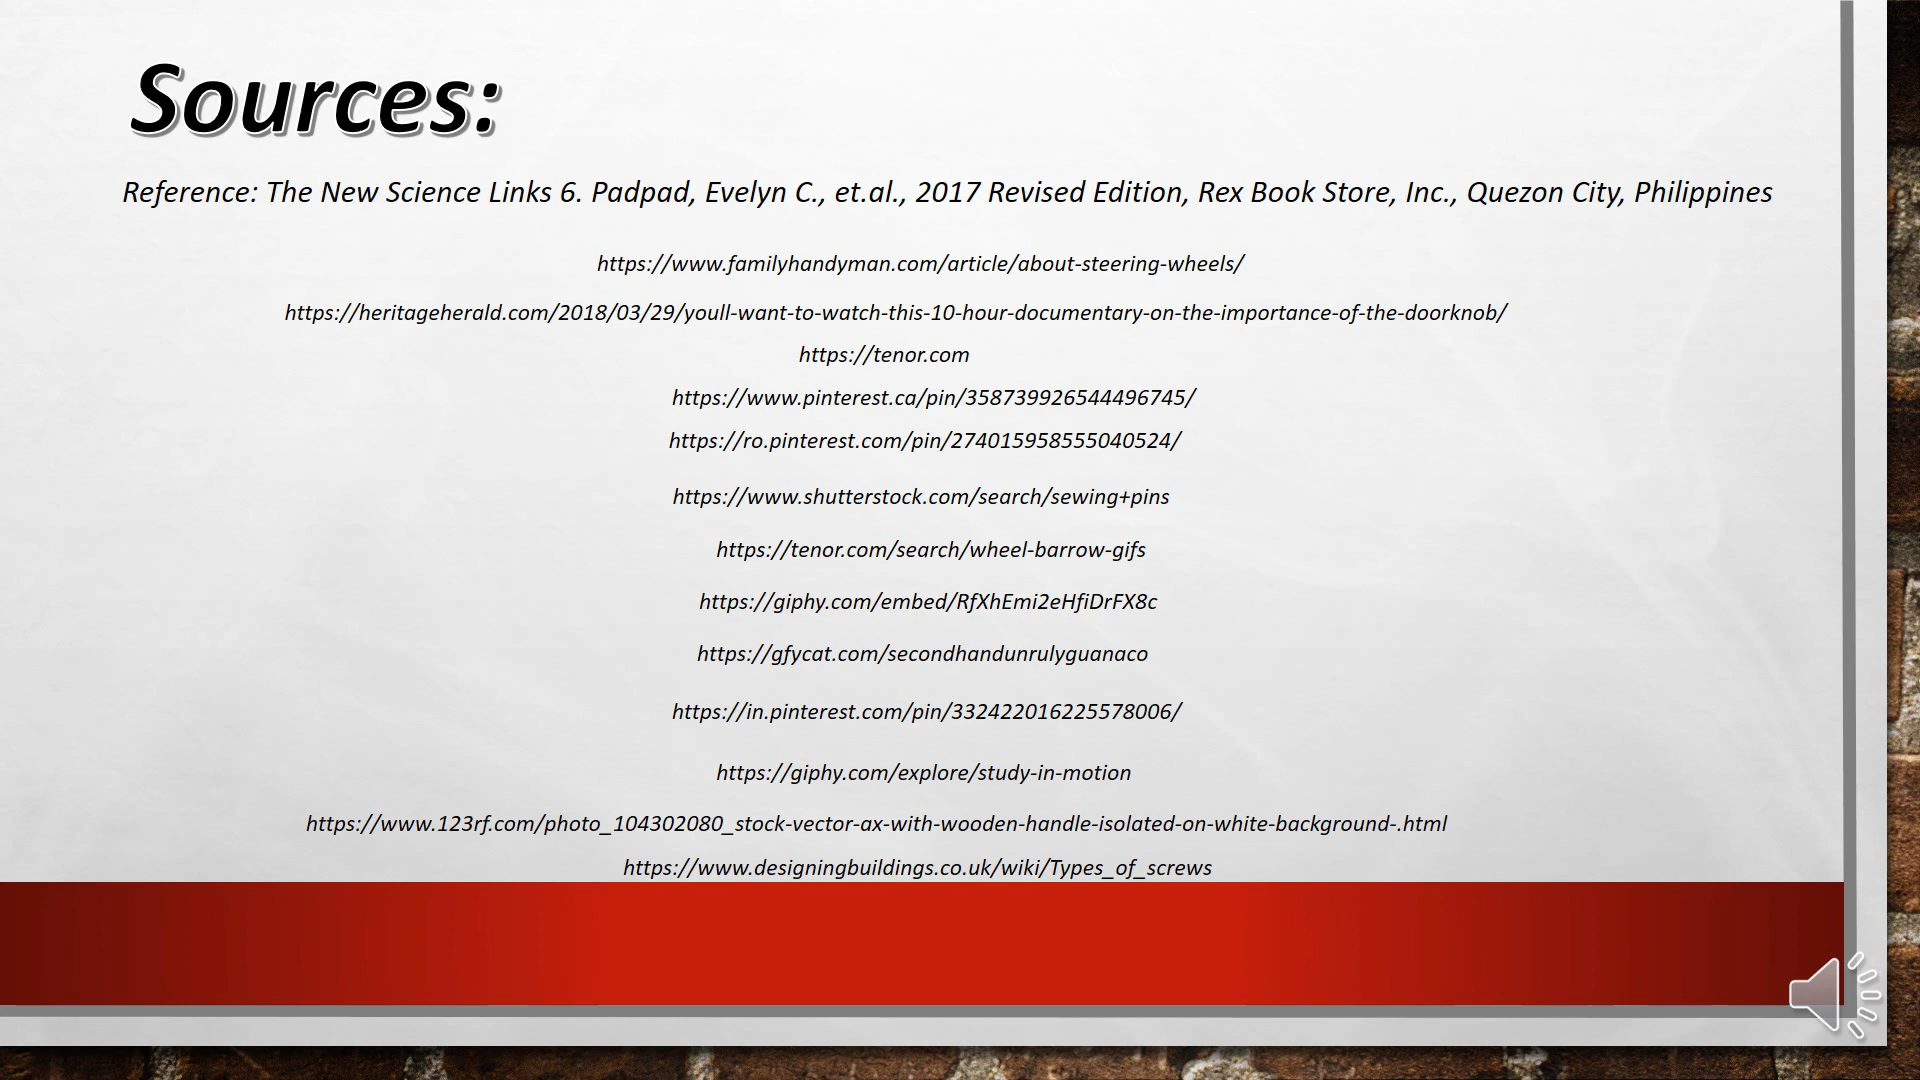 Sources:
Reference: The New Science Links 6. Padpad, Evelyn C., et.al., 2017 Revised Edition, Rex Book Store, Inc., Quezon City, Philippines
https://www.familyhandyman.com/article/about-steering-wheels/
https://heritageherald.com/2018/03/29/youll-want-to-watch-this-10-hour-documentary-on-the-importance-of-the-doorknob/
https://tenor.com
https://www.pinterest.ca/pin/358739926544496745/
https://ro.pinterest.com/pin/274015958555040524/
https://www.shutterstock.com/search/sewing+pins
https://tenor.com/search/wheel-barrow-gifs
https://giphy.com/embed/RfXhEmi2eHfiDrFX8c
https://gfycat.com/secondhandunrulyguanaco
https://in.pinterest.com/pin/332422016225578006/
https://giphy.com/explore/study-in-motion
https://www.123rf.com/photo_104302080_stock-vector-ax-with-wooden-handle-isolated-on-white-background-.html
https://www.designingbuildings.co.uk/wiki/Types_of_screws